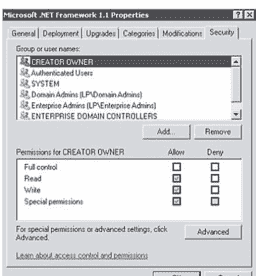 Microsoft .NET Framework 1.1 Properties
General Deployment Upgrades Categories Modifications Security
Group or user names:
CREATOR OWNER
Authenticated Users
SYSTEM
Domain Admins (LP\Domain Admins)
Enterprise Admins (LP\Enterprise Admins)
ENTERPRISE DOMAIN CONTROLLERS
Add... Remove
Permissions for CREATOR OWNER Allow Deny
Full control
Read
Write
Special permissions
For special permissions or advanced settings, click Advanced
Advanced.
Learn about access control and permissions